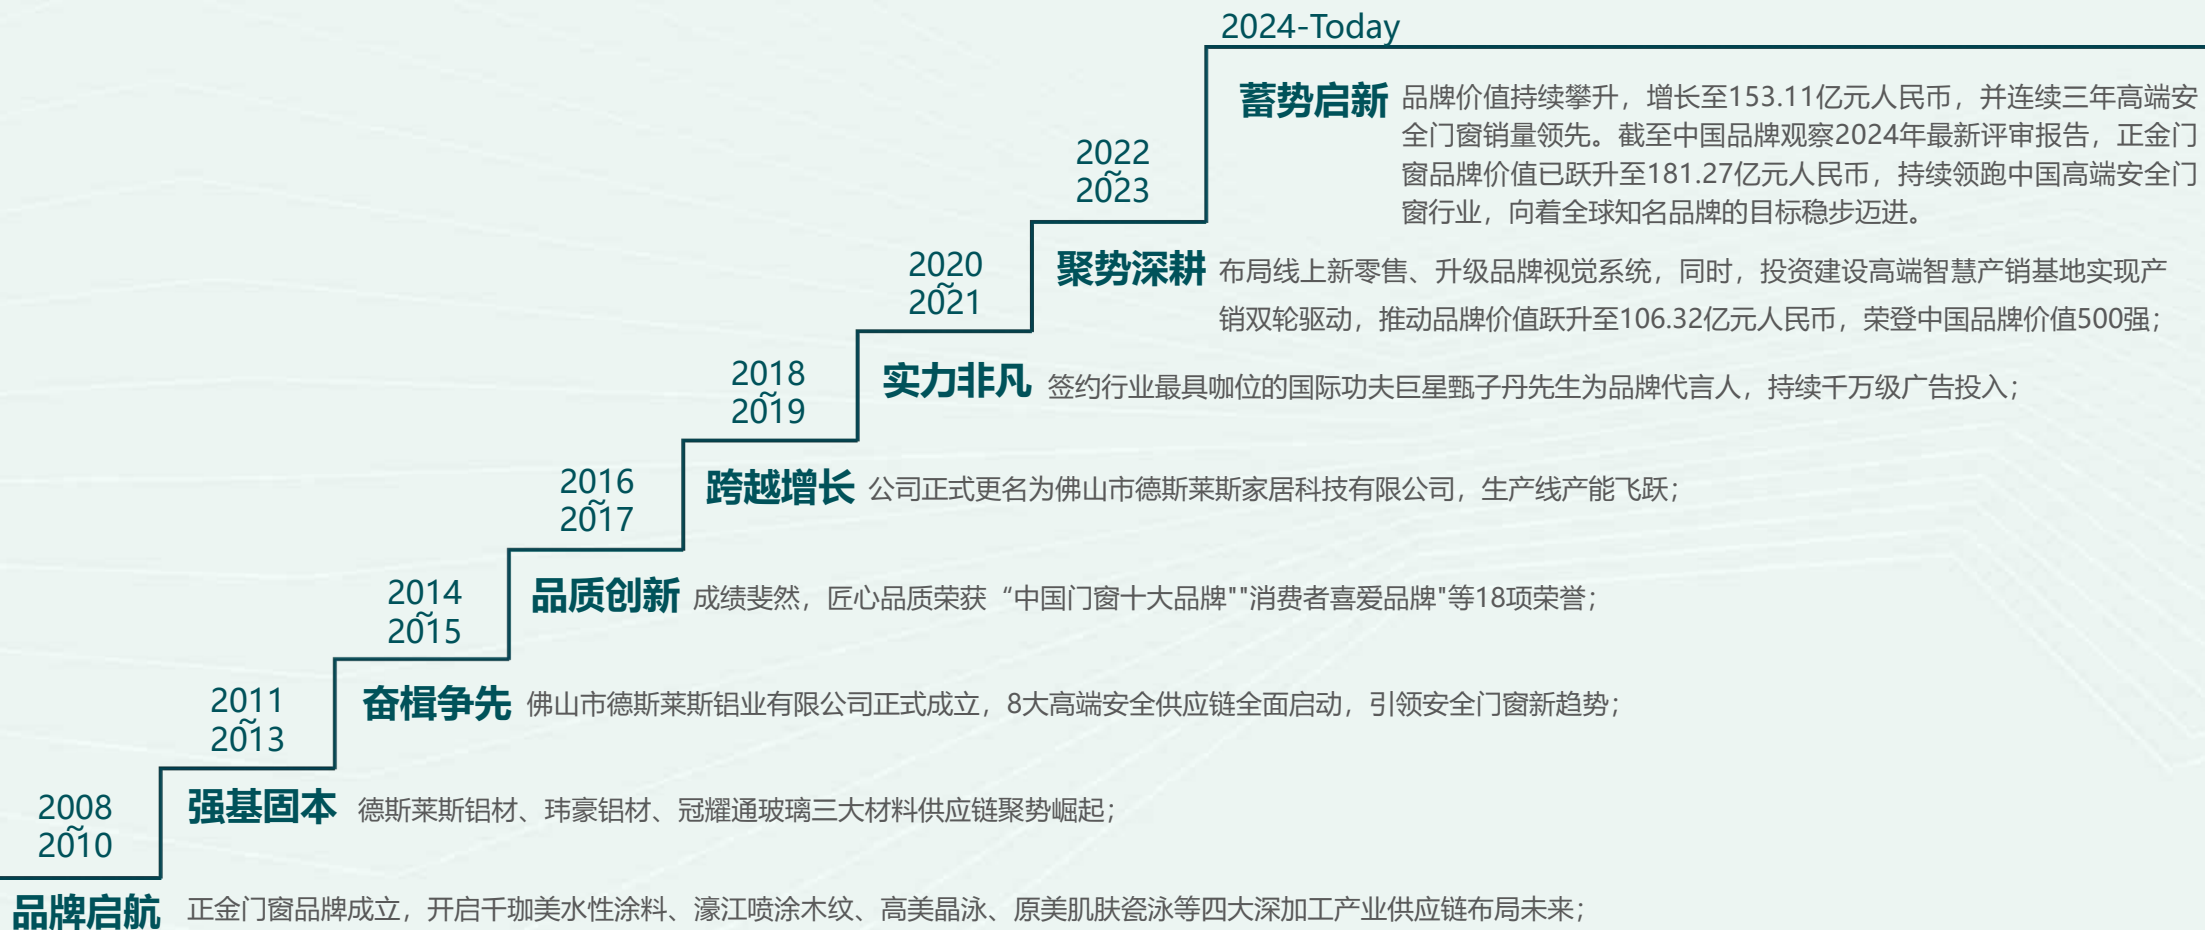 2024-Today
蓄势启新
品牌价值持续攀升，增长至153.11亿元人民币，并连续三年高端安
全门窗销量领先。截至中国品牌观察2024年最新评审报告，正金门
窗品牌价值已跃升至181.27亿元人民币，持续领跑中国高端安全门
窗行业，向着全球知名品牌的目标稳步迈进。
2022
~
2023
聚势深耕
布局线上新零售、升级品牌视觉系统，同时，投资建设高端智慧产销基地实现产
销双轮驱动，推动品牌价值跃升至106.32亿元人民币，荣登中国品牌价值500强；
2020
~
2021
实力非凡
签约行业最具咖位的国际功夫巨星甄子丹先生为品牌代言人，持续千万级广告投入；
2018
~
2019
跨越增长
公司正式更名为佛山市德斯莱斯家居科技有限公司，生产线产能飞跃；
2016
~
2017
品质创新
成绩斐然，匠心品质荣获“中国门窗十大品牌""消费者喜爱品牌"等18项荣誉；
2014
~
2015
奋楫争先
佛山市德斯莱斯铝业有限公司正式成立，8大高端安全供应链全面启动，引领安全门窗新趋势；
2011
~
2013
强基固本
德斯莱斯铝材、玮豪铝材、冠耀通玻璃三大材料供应链聚势崛起；
2008
~
2010
品牌启航
正金门窗品牌成立，开启千珈美水性涂料、濠江喷涂木纹、高美晶泳、原美肌肤瓷泳等四大深加工产业供应链布局未来；